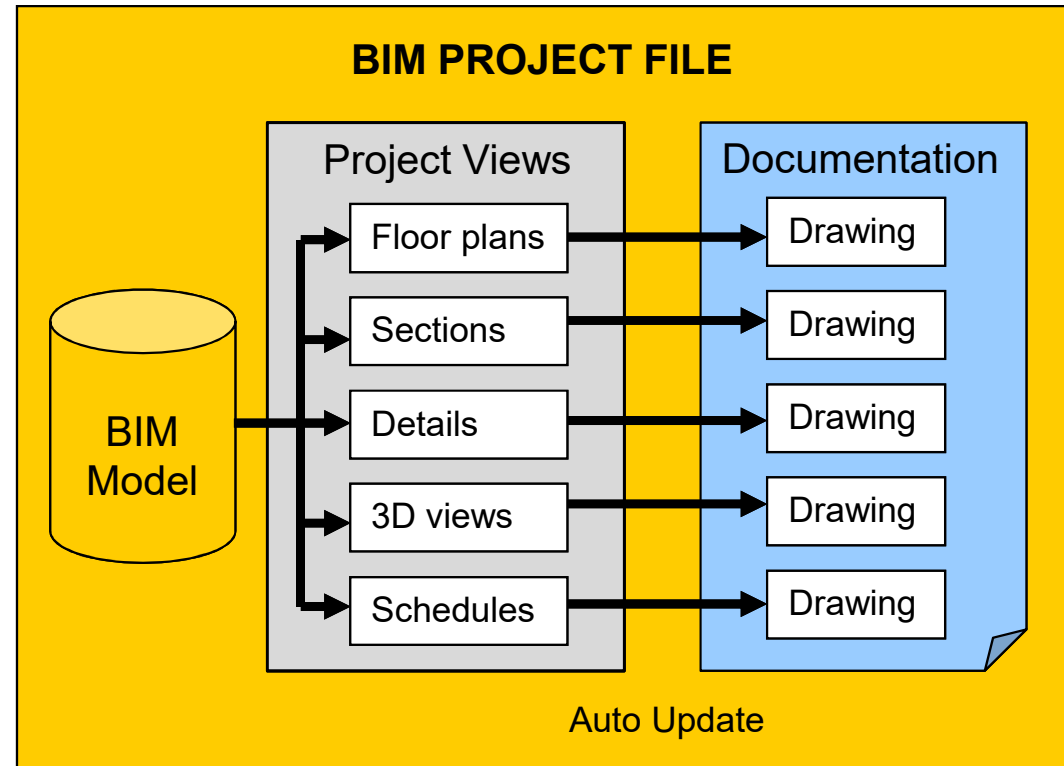 BIM PROJECT FILE
Project Views
Documentation
BIM
Model
Floor plans
Sections
Details
3D views
Schedules
Drawing
Drawing
Drawing
Drawing
Drawing
Auto Update